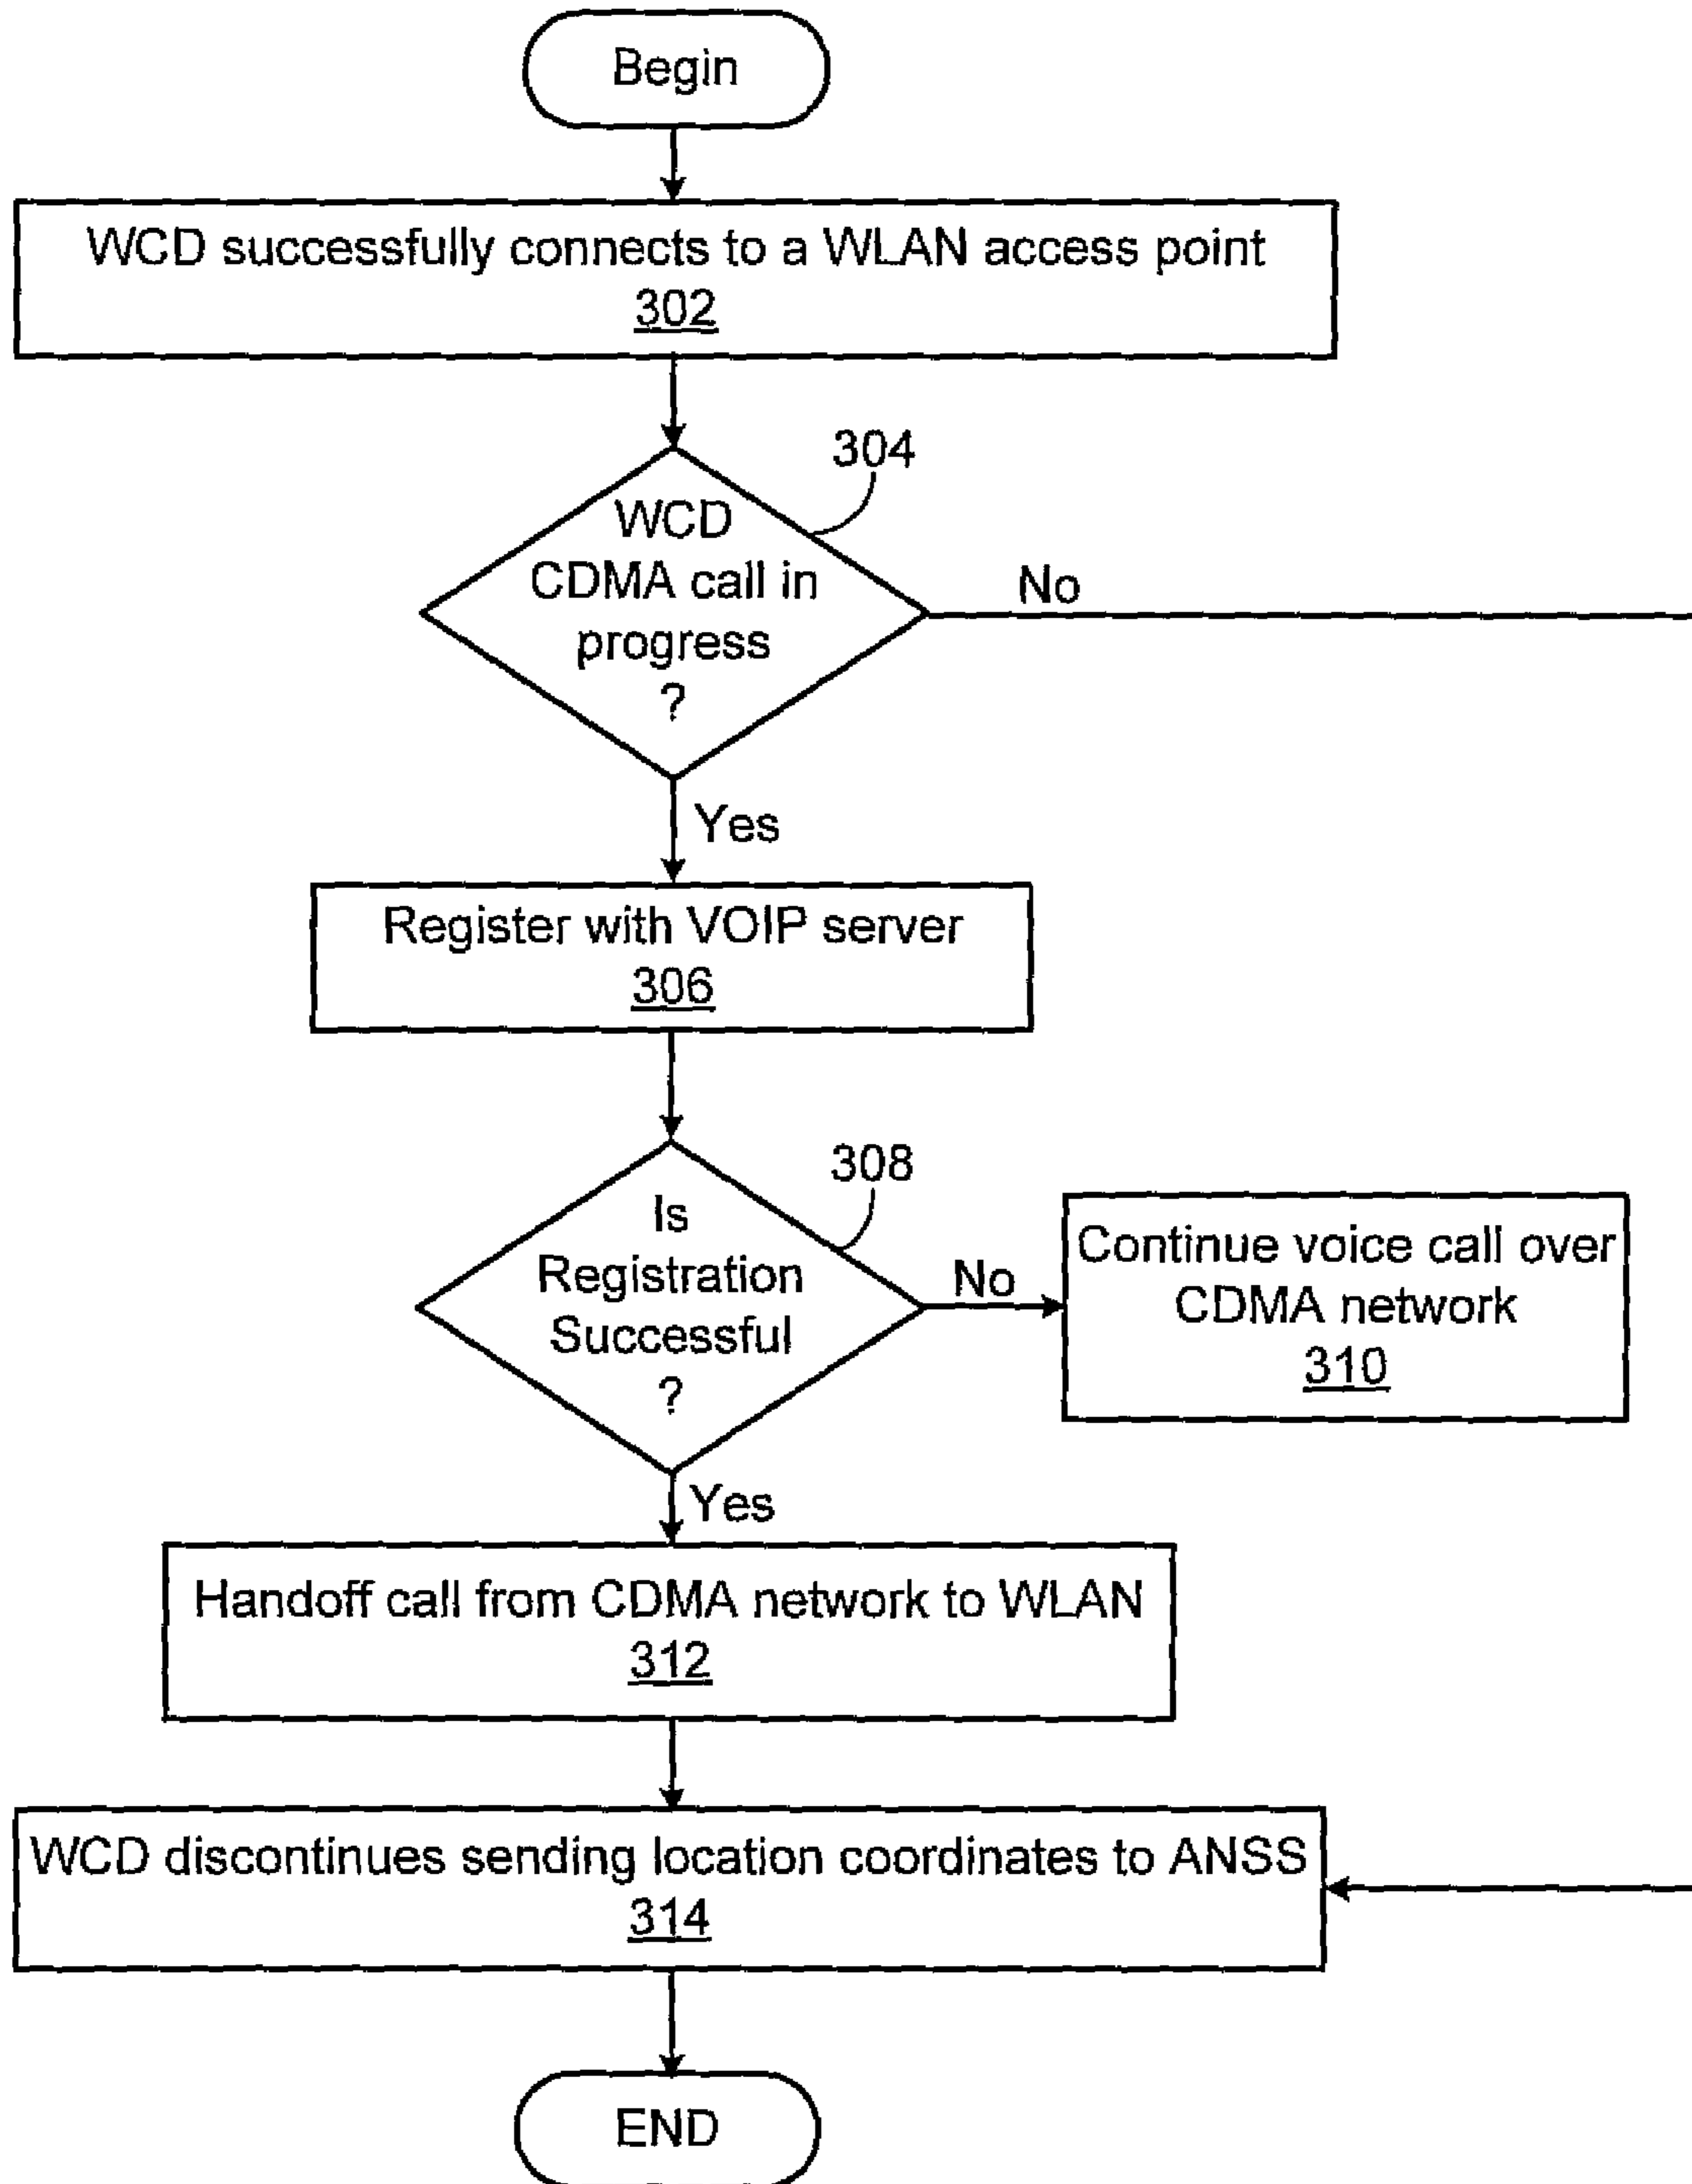 Begin
WCD successfully connects to a WLAN access point
302
304
WCD
CDMA call in
progress
?
No
Yes
Register with VOIP server
306
308
Is
Registration
Successful
?
No
Continue voice call over
CDMA network
310
Yes
Handoff call from CDMA network to WLAN
312
WCD discontinues sending location coordinates to ANSS
314
END